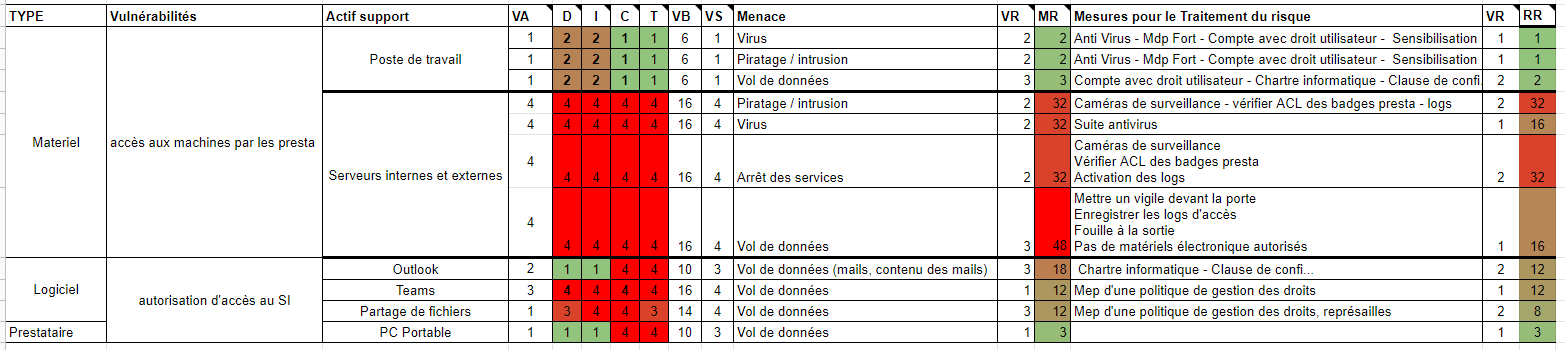 TYPE Vulnérabilités Actif support VA D I C T VB VS Menace VR MR Mesures pour le Traitement du risque VR RR
Materiel accès aux machines par les presta Poste de travail 1 2 2 1 1 6 1 Virus 2 2 Anti Virus - Mdp Fort - Compte avec droit utilisateur - Sensibilisation 1 1
1 2 2 1 1 6 1 Piratage / intrusion 2 2 Anti Virus - Mdp Fort - Compte avec droit utilisateur - Sensibilisation 1 1
1 2 2 1 1 6 1 Vol de données 3 3 Compte avec droit utilisateur - Chartre informatique - Clause de confi... 2 2
Serveurs internes et externes 4 4 4 4 4 16 4 Piratage / intrusion 2 32 Caméras de surveillance - vérifier ACL des badges presta - logs 2 32
4 4 4 4 4 16 4 Virus 2 32 Suite antivirus 1 16
4 4 4 4 4 16 4 Arrêt des services 2 32 Caméras de surveillance
Vérifier ACL des badges presta
Activation des logs 2 32
4 4 4 4 4 16 4 Vol de données 3 48 Mettre un vigile devant la porte
Enregistrer les logs d'accès
Fouille à la sortie
Pas de matériels électronique autorisés 1 16
Logiciel autorisation d'accès au SI Outlook 2 1 1 4 4 10 3 Vol de données (mails, contenu des mails) 3 18 Chartre informatique - Clause de confi... 2 12
Teams 3 4 4 4 4 16 4 Vol de données 1 12 Mep d'une politique de gestion des droits 1 12
Partage de fichiers 1 3 4 4 3 14 4 Vol de données 3 12 Mep d'une politique de gestion des droits, représailles 2 8
Prestataire PC Portable 1 1 1 4 4 10 3 Vol de données 1 3 1 3